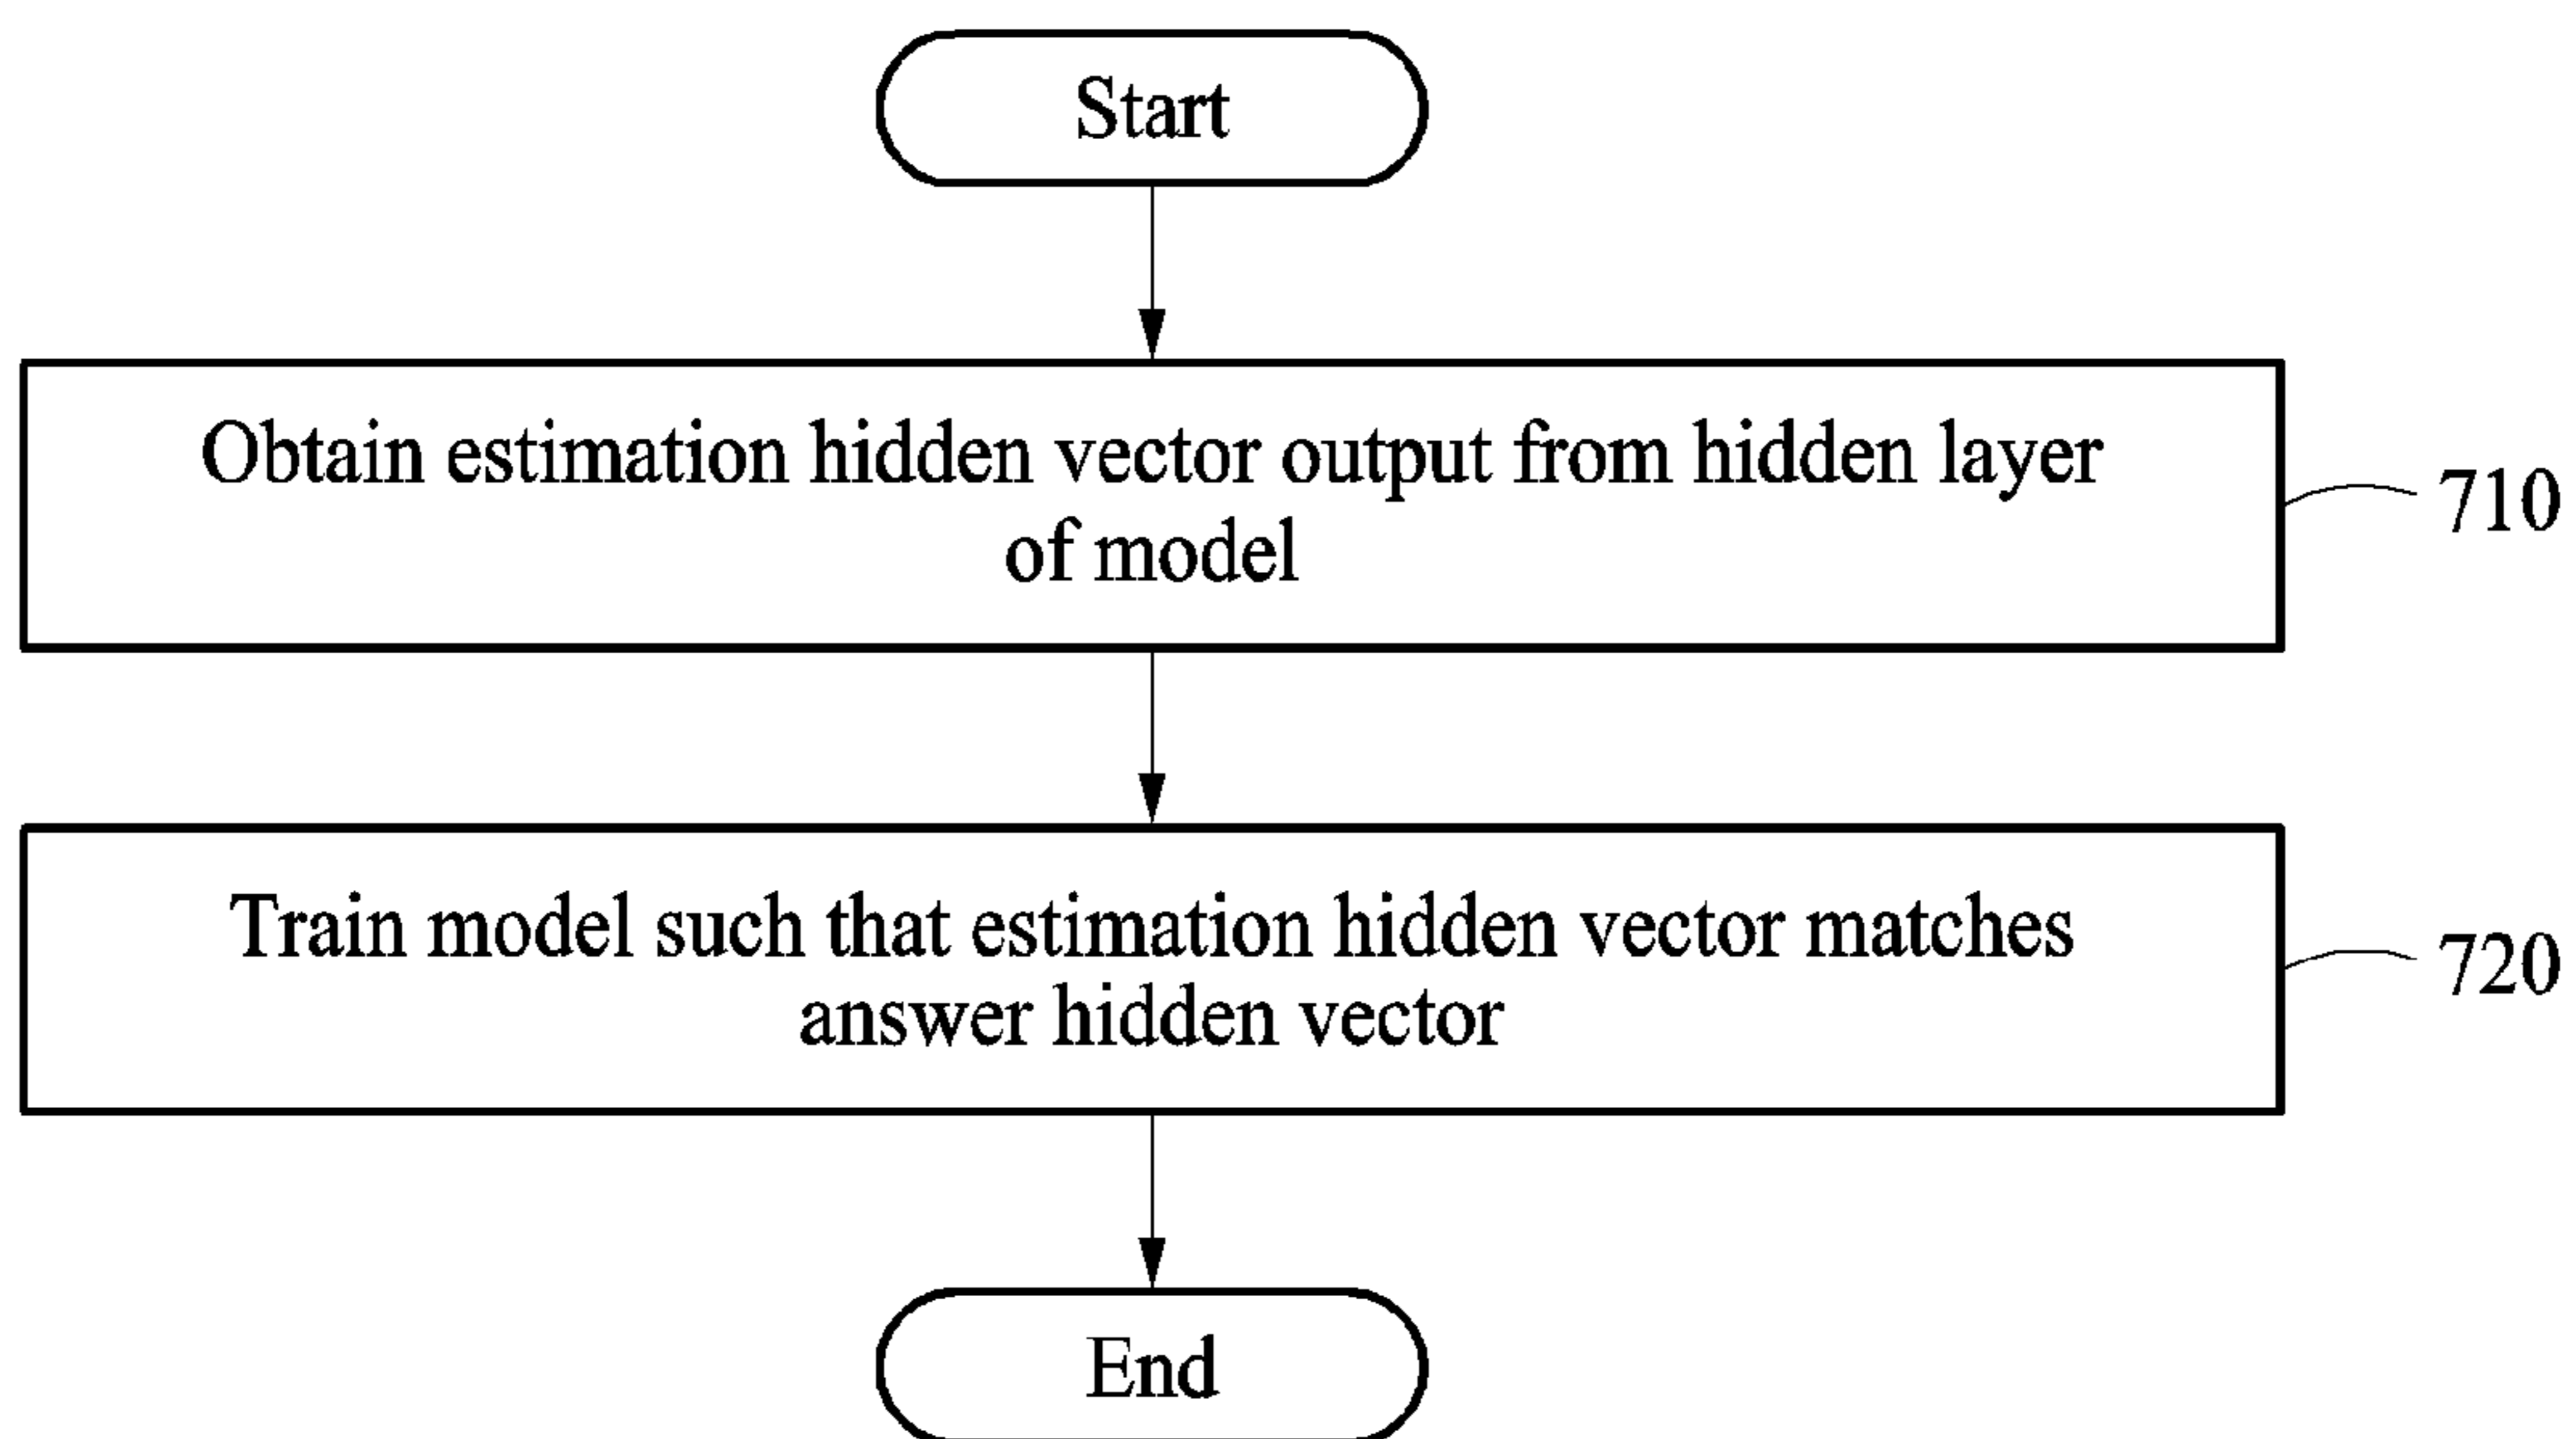 Start
Obtain estimation hidden vector output from hidden layer
of model
710
Train model such that estimation hidden vector matches
answer hidden vector
720
End